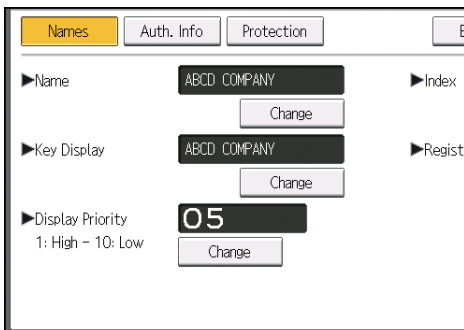 Names Auth. Info Protection E
▶Name ABCD COMPANY ▶Index
Change
▶Key Display ABCD COMPANY ▶Regist
Change
▶Display Priority 05
1: High - 10: Low Change